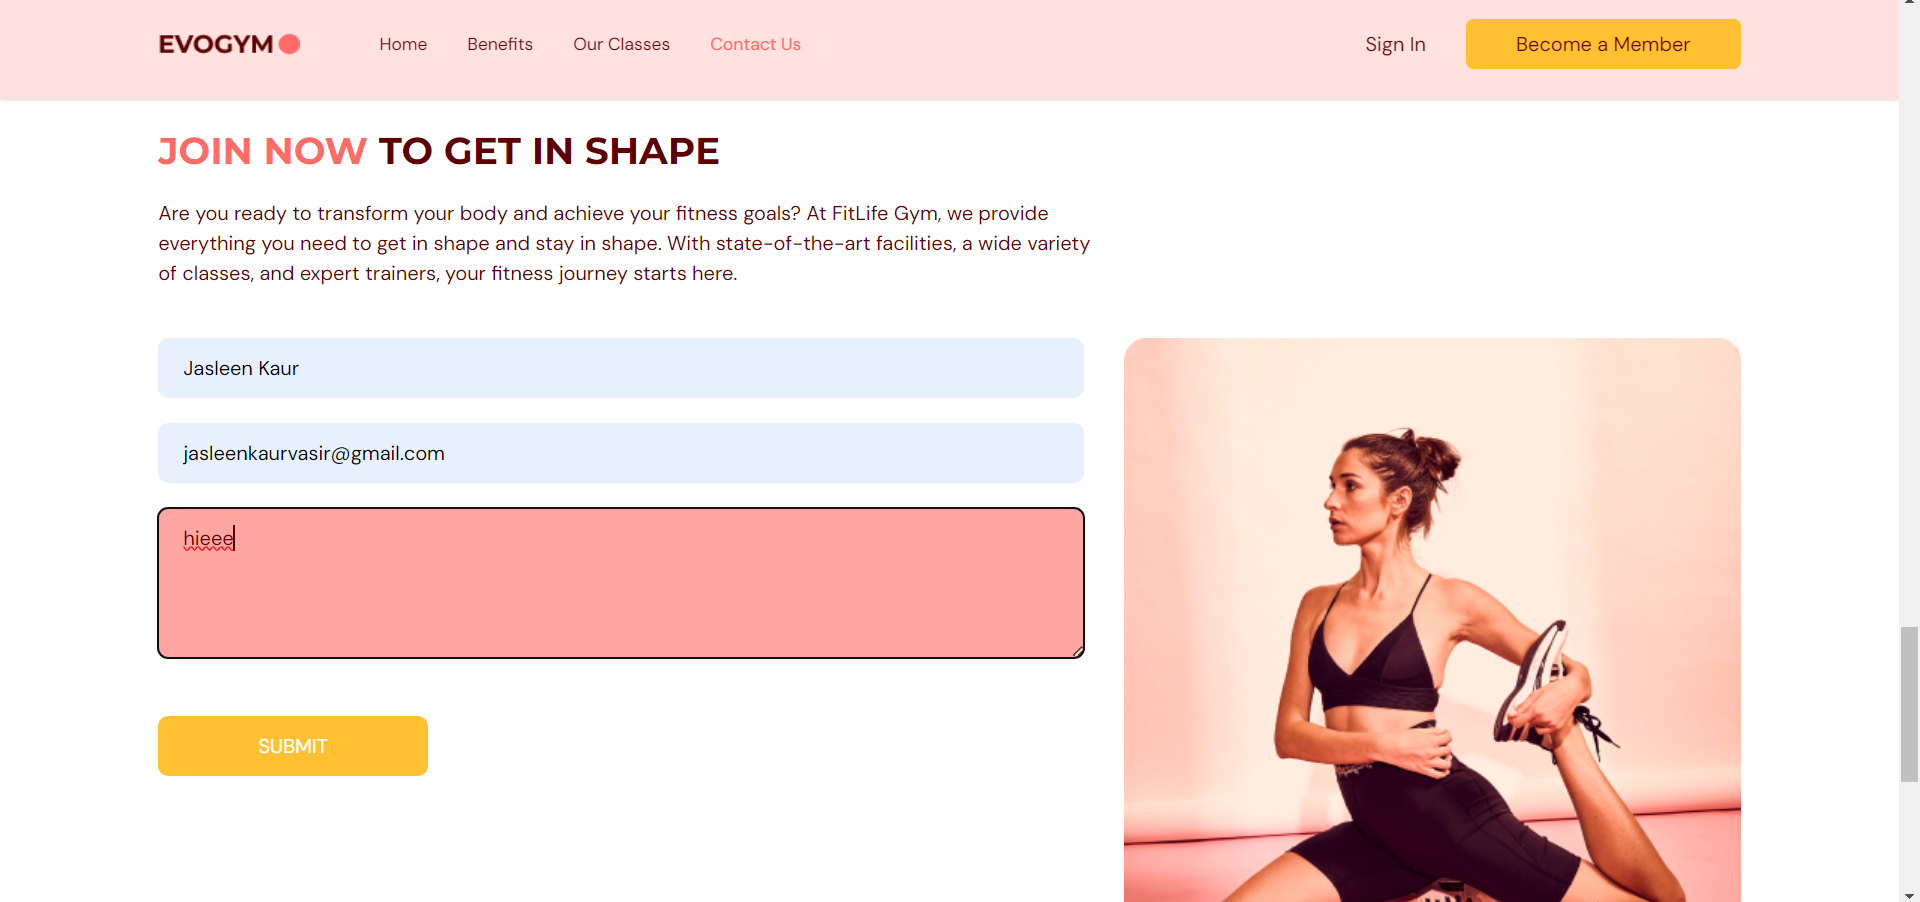 EVOGYM
Home
Benefits
Our Classes
Contact Us
Sign In
Become a Member
JOIN NOW TO GET IN SHAPE
Are you ready to transform your body and achieve your fitness goals? At FitLife Gym, we provide
everything you need to get in shape and stay in shape. With state-of-the-art facilities, a wide variety
of classes, and expert trainers, your fitness journey starts here.
Jasleen Kaur
jasleenkaurvasir@gmail.com
hieee
SUBMIT